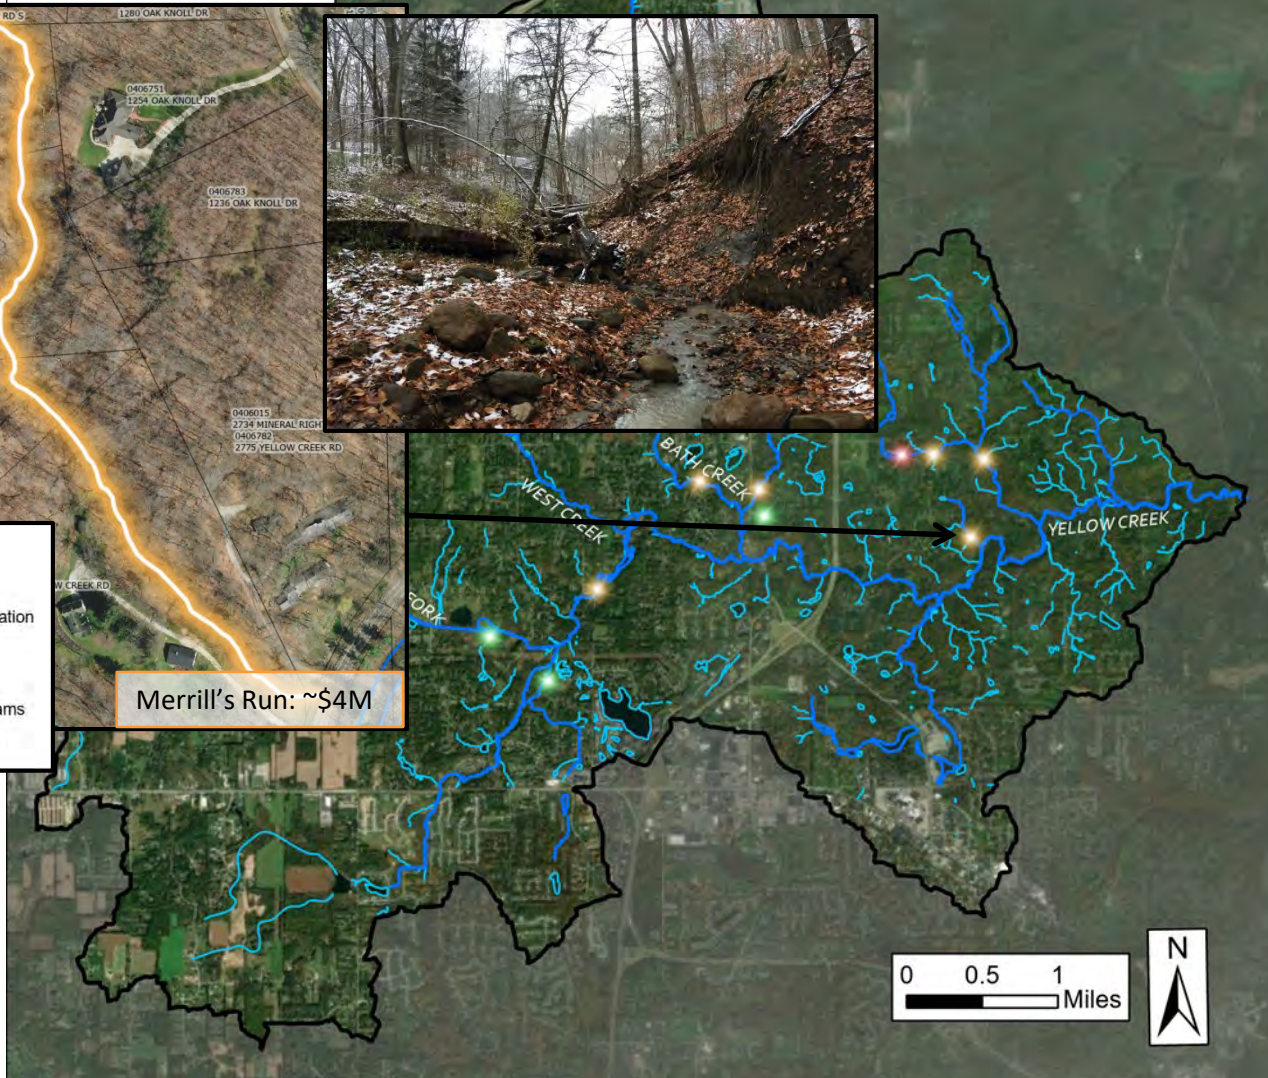 RD S
1280 OAK KNOLL DR
0406751
1254 OAK KNOLL DR
0406783
1236 OAK KNOLL DR
0406015
2734 MINERAL RIGH
0406782
2775 YELLOW CREEK RD
W CREEK RD
ation
ams
Merrill's Run: ~$4M
BATH CREEK
WEST CREEK
YELLOW CREEK
FORK
N
0 0.5 1
Miles